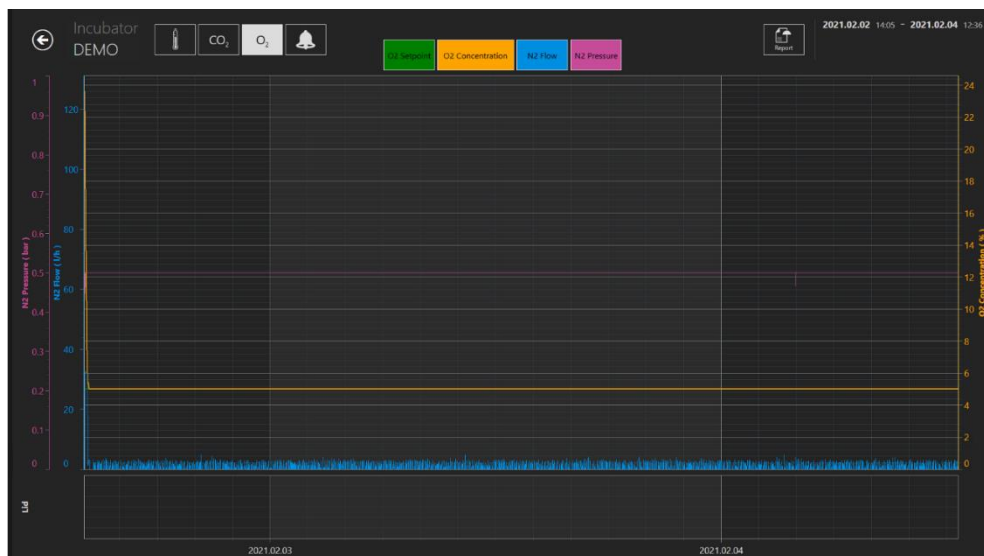 Incubator
DEMO
CO₂
O₂
O2 Setpoint
O2 Concentration
N2 Flow
N2 Pressure
Report
2021.02.02 14:05 - 2021.02.04 12:36
N2 Pressure ( bar )
1
0.9
0.8
0.7
0.6
0.5
0.4
0.3
0.2
0.1
0
N2 Flow ( l/h )
120
100
80
60
40
20
0
24
22
20
18
16
14
12
10
8
6
4
2
0
O2 Concentration ( % )
Lid
2021.02.03
2021.02.04